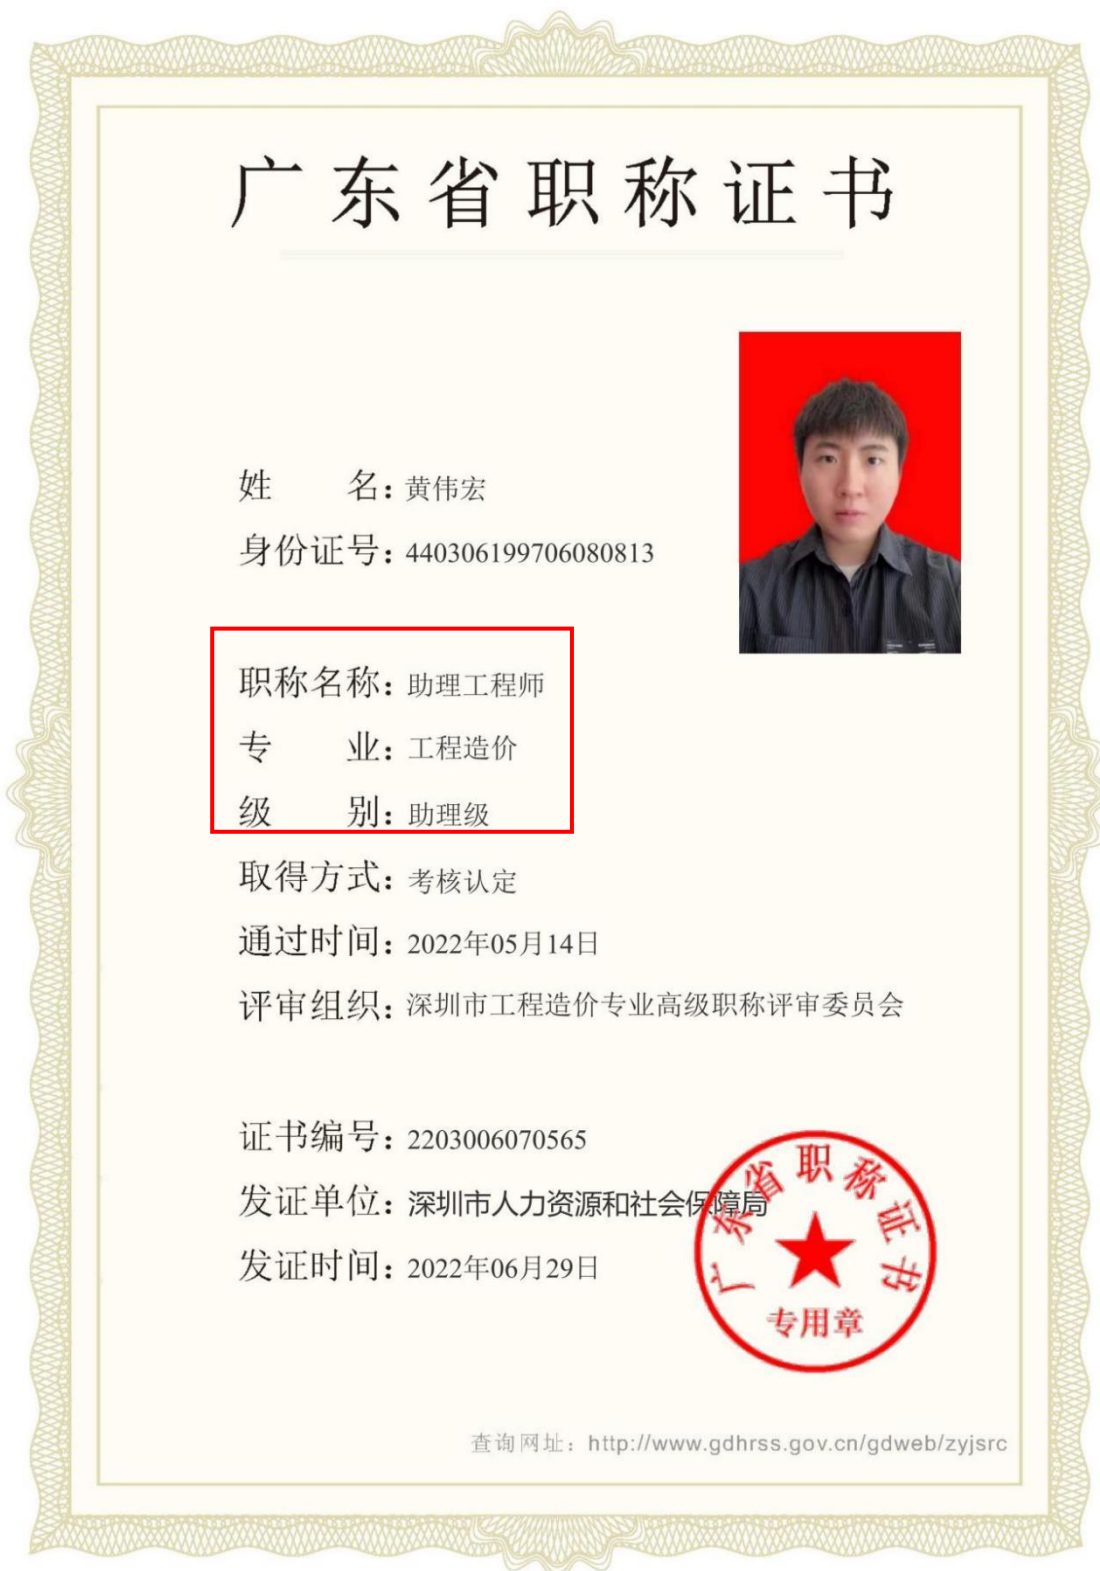 广东省职称证书
姓名：黄伟宏
身份证号：440306199706080813
职称名称：助理工程师
专业：工程造价
级别：助理级
取得方式：考核认定
通过时间：2022年05月14日
评审组织：深圳市工程造价专业高级职称评审委员会
证书编号：2203006070565
发证单位：深圳市人力资源和社会保障局
发证时间：2022年06月29日
广东省职称证书
专用章
查询网址：http://www.gdhrss.gov.cn/gdweb/zyjsrc